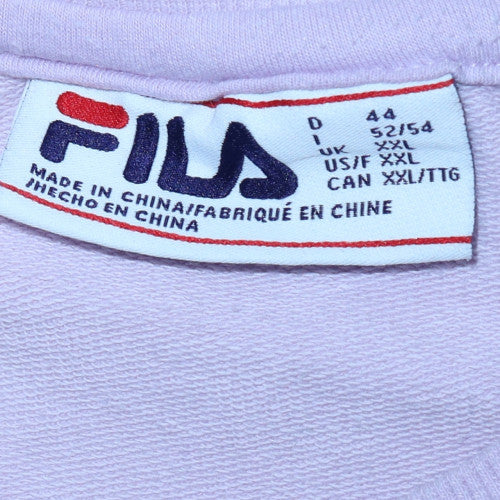 FILA
D 44
I 52/54
UK XXL
US/F XXL
CAN XXL/TTG
MADE IN CHINA/FABRIQUÉ EN CHINE
/HECHO EN CHINA